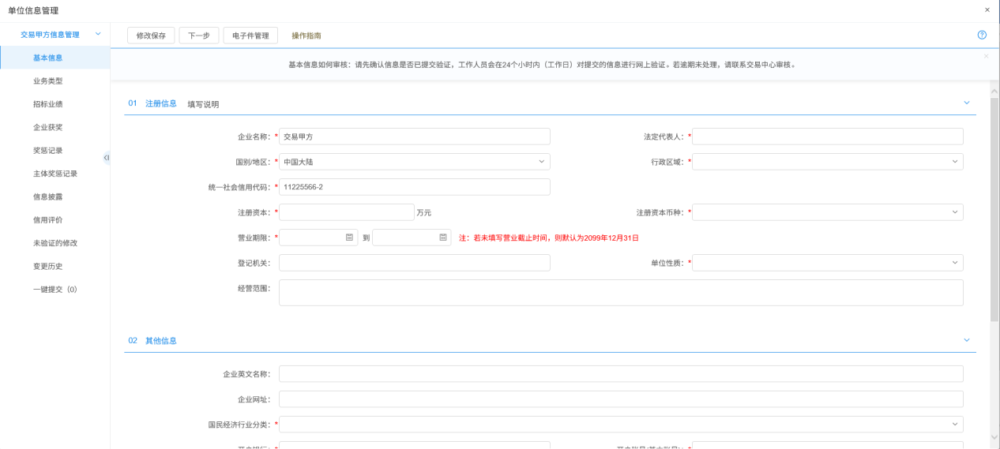 单位信息管理
交易甲方信息管理
基本信息
业务类型
招标业绩
企业获奖
奖惩记录
主体奖惩记录
信息披露
信用评价
未验证的修改
变更历史
一键提交（0）
修改保存 下一步 电子件管理 操作指南
基本信息如何审核：请先确认信息是否已提交验证，工作人员会在24个小时内（工作日）对提交的信息进行网上验证。若逾期未处理，请联系交易中心审核。
01 注册信息 填写说明
企业名称：* 交易甲方 法定代表人：*
国别/地区：* 中国大陆 行政区域：*
统一社会信用代码：* 11225566-2
注册资本：* 万元 注册资本币种：*
营业期限：* 到 注：若未填写营业截止时间，则默认为2099年12月31日
登记机关： 单位性质：*
经营范围：
02 其他信息
企业英文名称：
企业网址：
国民经济行业分类：*